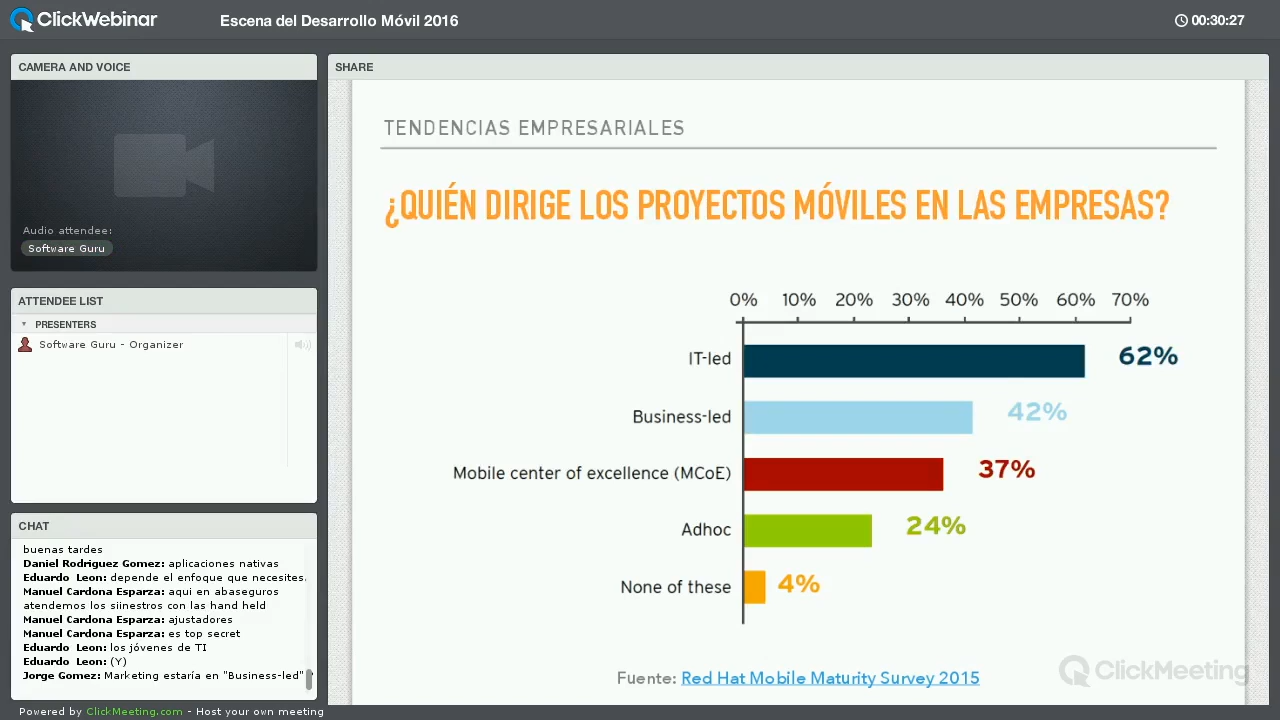 ClickWebinar
Escena del Desarrollo Móvil 2016
00:30:27
CAMERA AND VOICE
Audio attendee:
Software Guru
ATTENDEE LIST
PRESENTERS
Software Guru - Organizer
CHAT
buenas tardes
Daniel Rodrigez Gomez: aplicaciones nativas
Eduardo Leon: depende el enfoque que necesites.
Manuel Cardona Esparza: aqui en abaseguros
atendemos los siniestros con las hand held
Manuel Cardona Esparza: ajustadores
Manuel Cardona Esparza: es top secret
Eduardo Leon: los jovenes de TI
Eduardo Leon: (Y)
Jorge Gomez: Marketing estaría en "Business-led"
Powered by ClickMeeting.com - Host your own meeting
SHARE
TENDENCIAS EMPRESARIALES
¿QUIÉN DIRIGE LOS PROYECTOS MÓVILES EN LAS EMPRESAS?
0% 10% 20% 30% 40% 50% 60% 70%
IT-led 62%
Business-led 42%
Mobile center of excellence (MCoE) 37%
Adhoc 24%
None of these 4%
Fuente: Red Hat Mobile Maturity Survey 2015
ClickMeeting